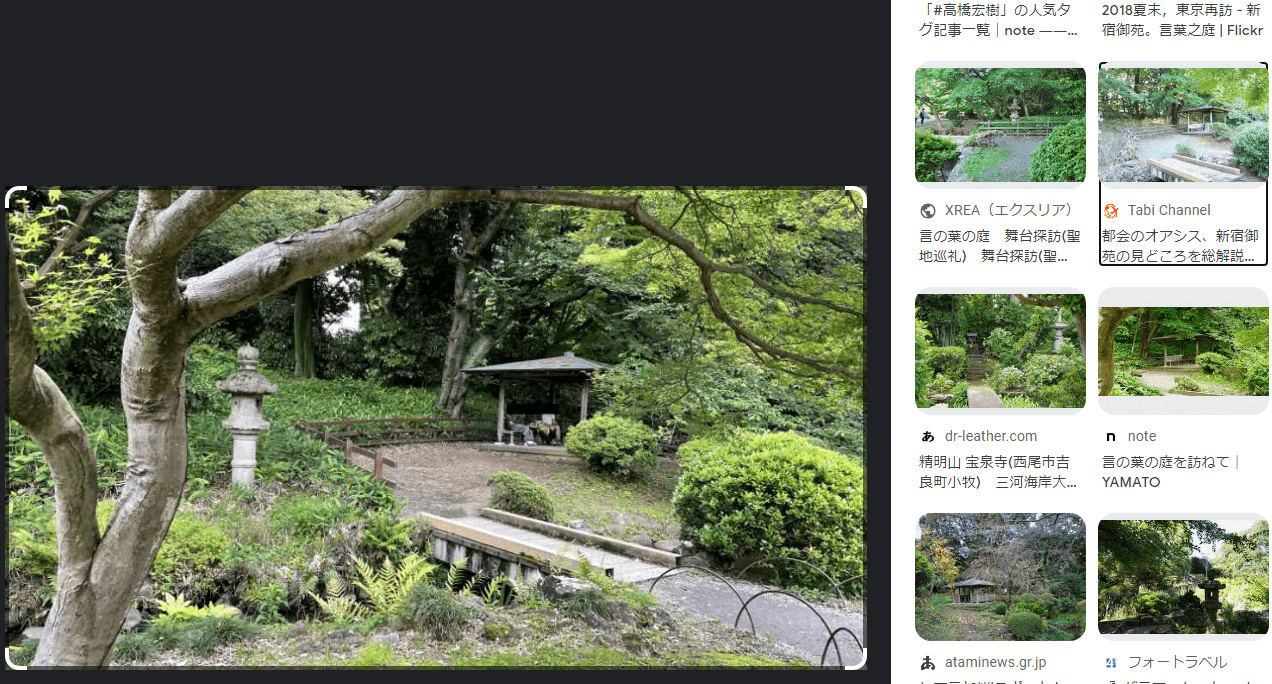 「#高橋宏樹」の人気タ
グ記事一覧｜note ――...
2018夏末，東京再訪 - 新
宿御苑。言葉之庭 | Flickr
XREA（エクスリア）
言の葉の庭　舞台探訪(聖
地巡礼)　舞台探訪(聖...
Tabi Channel
都会のオアシス、新宿御
苑の見どころを総解説...
dr-leather.com
精明山 宝泉寺(西尾市吉
良町小牧)　三河海岸大...
note
言の葉の庭を訪ねて｜
YAMATO
ataminews.gr.jp
フォートラベル